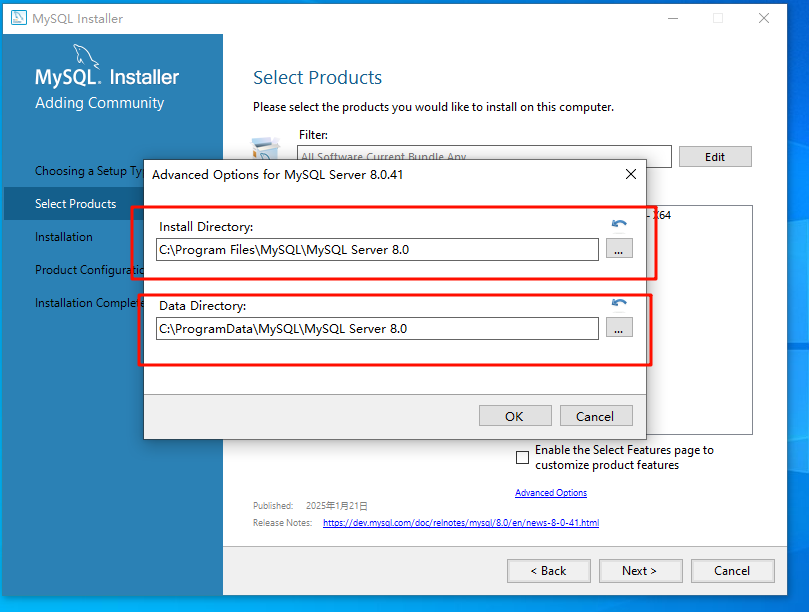 MySQL Installer
MySQL. Installer
Adding Community
Choosing a Setup Ty
Select Products
Installation
Product Configuratio
Installation Complete
Select Products
Please select the products you would like to install on this computer.
Filter:
All Software,Current Bundle,Any
Edit
- X64
Advanced Options for MySQL Server 8.0.41
Install Directory:
C:\Program Files\MySQL\MySQL Server 8.0
...
Data Directory:
C:\ProgramData\MySQL\MySQL Server 8.0
...
OK
Cancel
Enable the Select Features page to
customize product features
Advanced Options
Published: 2025年1月21日
Release Notes: https://dev.mysql.com/doc/relnotes/mysql/8.0/en/news-8-0-41.html
< Back
Next >
Cancel